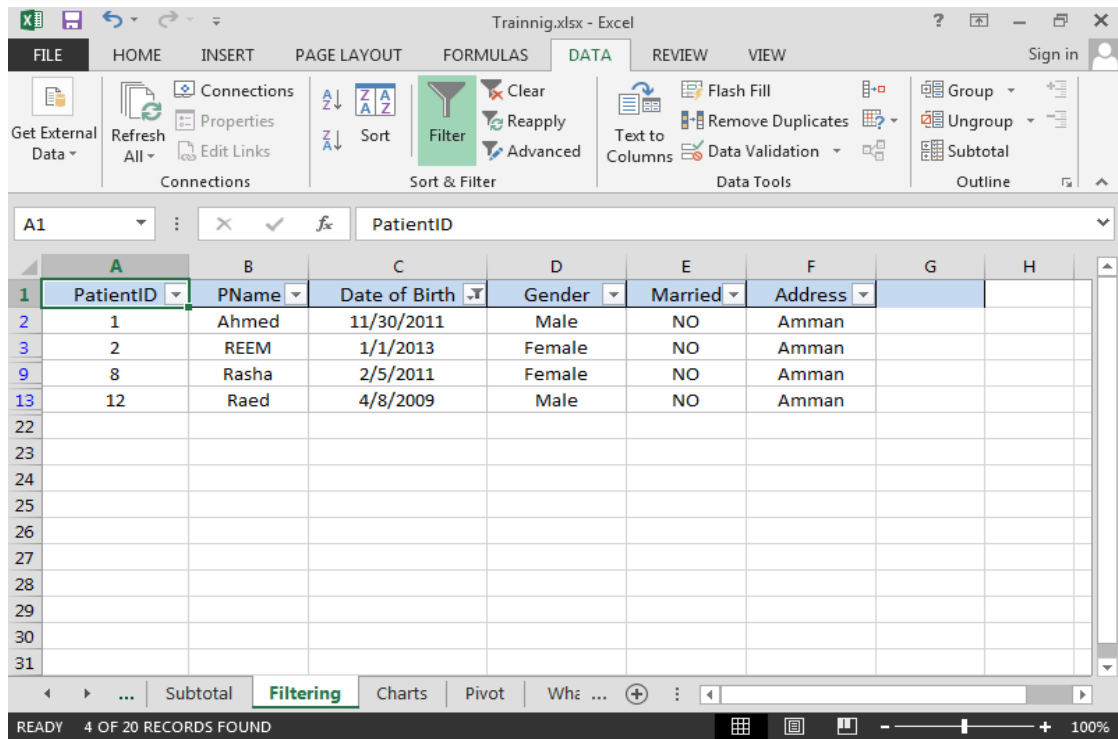 Trainnig.xlsx - Excel
FILE HOME INSERT PAGE LAYOUT FORMULAS DATA REVIEW VIEW Sign in
Get External Data
Refresh All
Connections
Properties
Edit Links
Connections
Sort
Filter
Clear
Reapply
Advanced
Sort & Filter
Text to Columns
Flash Fill
Remove Duplicates
Data Validation
Data Tools
Group
Ungroup
Subtotal
Outline
A1 fx PatientID
A B C D E F G H
1 PatientID PName Date of Birth Gender Married Address
2 1 Ahmed 11/30/2011 Male NO Amman
3 2 REEM 1/1/2013 Female NO Amman
9 8 Rasha 2/5/2011 Female NO Amman
13 12 Raed 4/8/2009 Male NO Amman
22
23
24
25
26
27
28
29
30
31
... Subtotal Filtering Charts Pivot Wha ...
READY 4 OF 20 RECORDS FOUND 100%